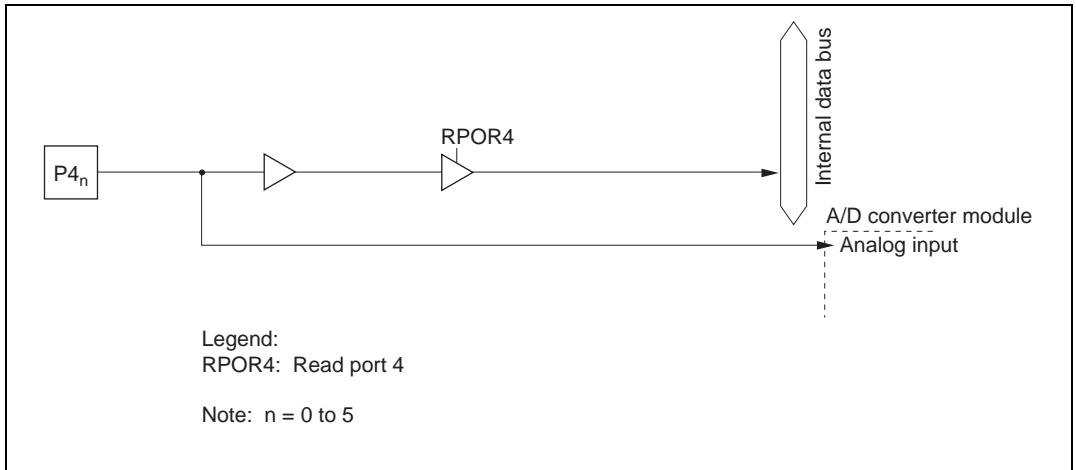 RPOR4
P4n
Internal data bus
A/D converter module
Analog input
Legend:
RPOR4: Read port 4
Note: n = 0 to 5